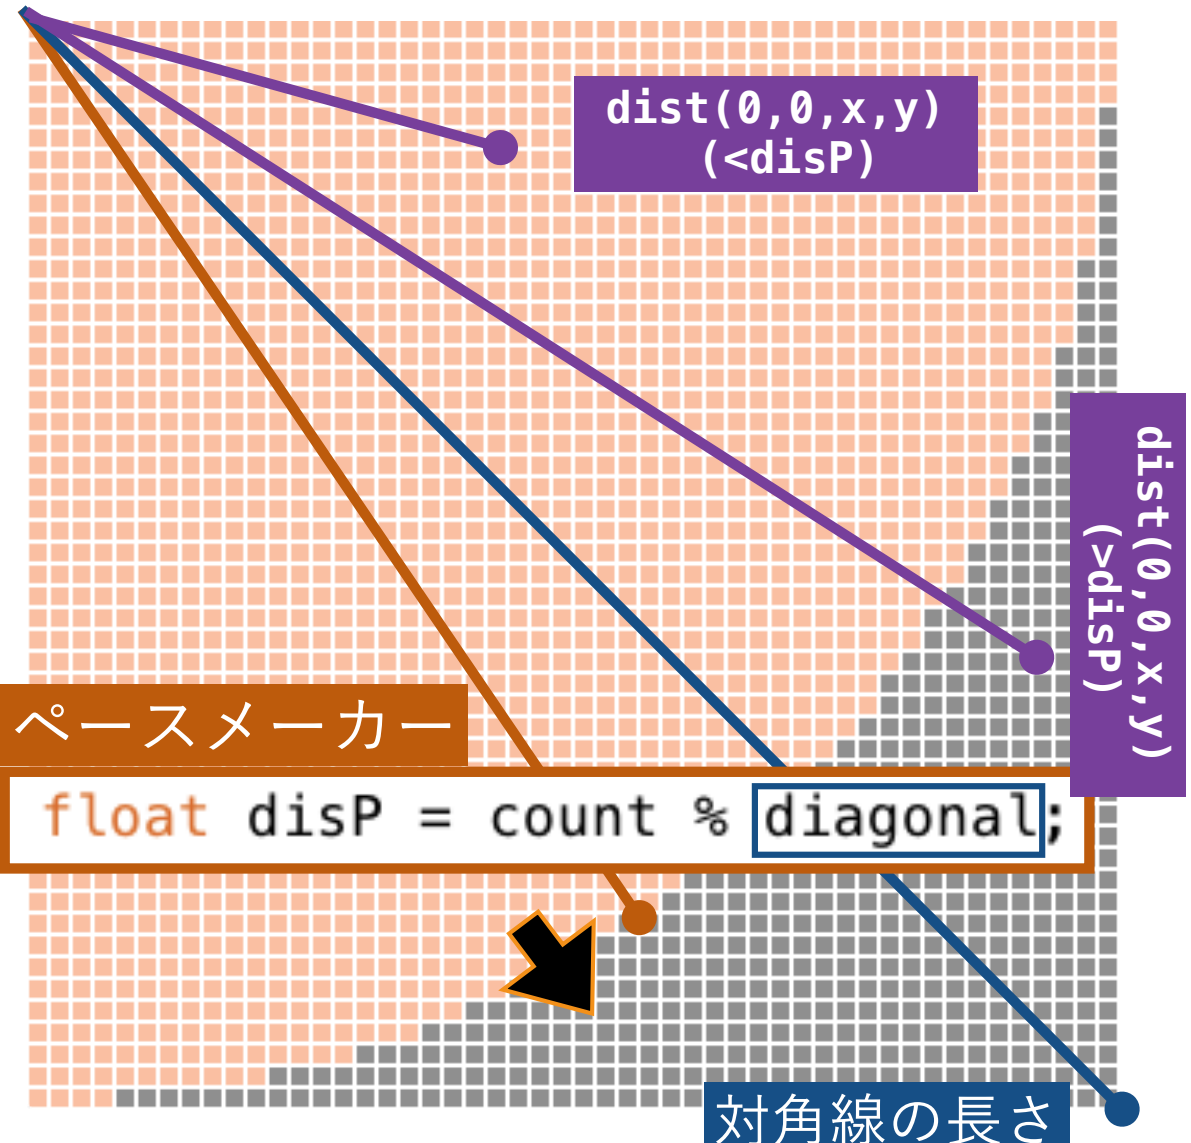 dist(0,0,x,y)
(<disP)
dist(0,0,x,y)
(>disP)
ペースメーカー
float disP = count % diagonal;
対角線の長さ